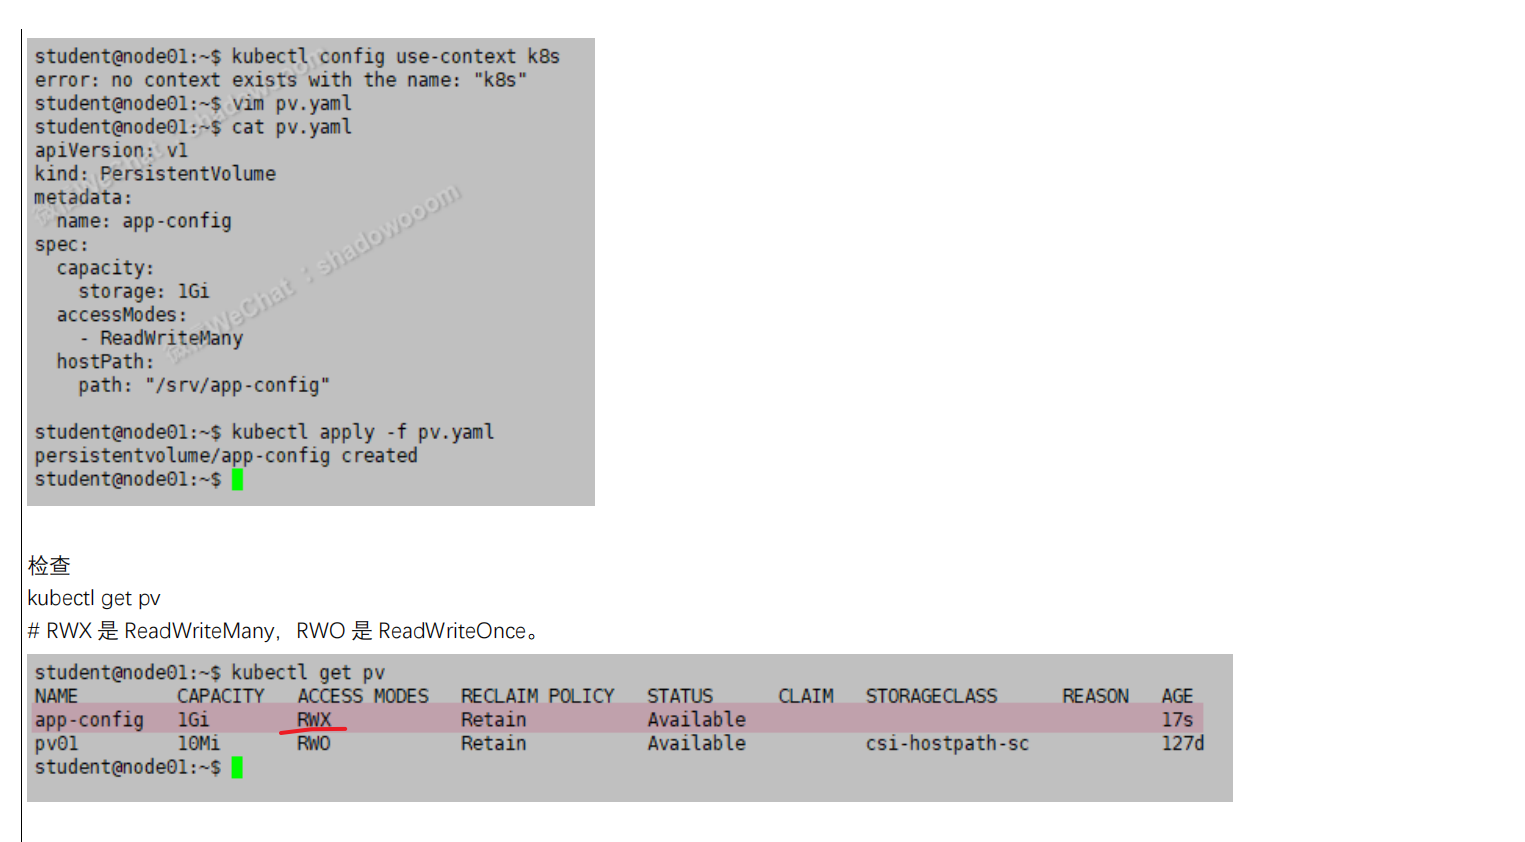 student@node01:~$ kubectl config use-context k8s
error: no context exists with the name: "k8s"
student@node01:~$ vim pv.yaml
student@node01:~$ cat pv.yaml
apiVersion: v1
kind: PersistentVolume
metadata:
  name: app-config
spec:
  capacity:
    storage: 1Gi
  accessModes:
    - ReadWriteMany
  hostPath:
    path: "/srv/app-config"
student@node01:~$ kubectl apply -f pv.yaml
persistentvolume/app-config created
student@node01:~$
WeChat : shadowooom
WeChat : shadowooom
检查
kubectl get pv
# RWX 是 ReadWriteMany，RWO 是 ReadWriteOnce。
student@node01:~$ kubectl get pv
NAME CAPACITY ACCESS MODES RECLAIM POLICY STATUS CLAIM STORAGECLASS REASON AGE
app-config 1Gi RWX Retain Available 17s
pv01 10Mi RWO Retain Available csi-hostpath-sc 127d
student@node01:~$